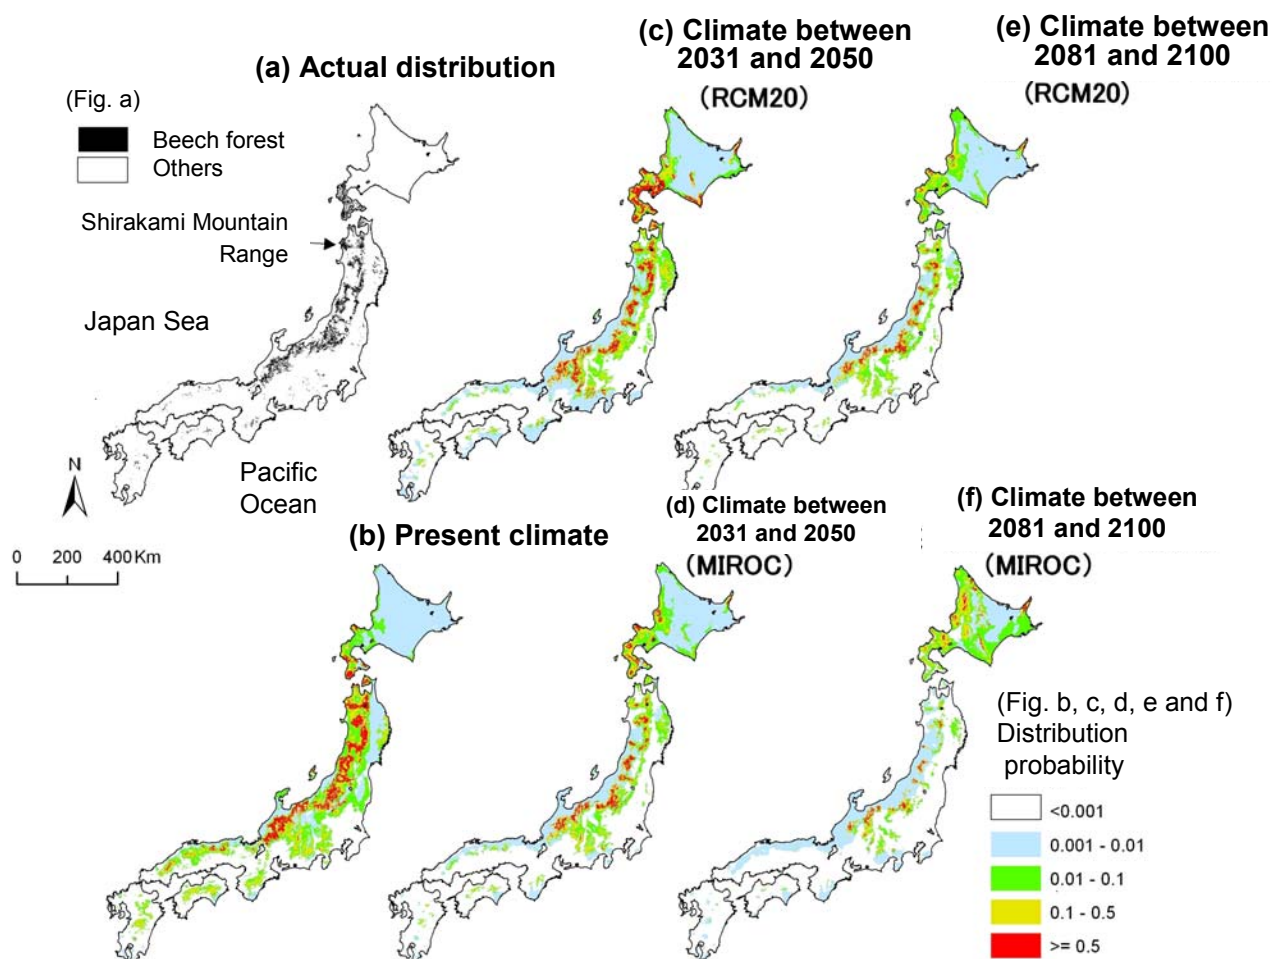 (a) Actual distribution
(c) Climate between
2031 and 2050
(RCM20)
(e) Climate between
2081 and 2100
(RCM20)
(Fig. a)
Beech forest
Others
Shirakami Mountain
Range
Japan Sea
Pacific
Ocean
N
0 200 400 Km
(b) Present climate
(d) Climate between
2031 and 2050
(MIROC)
(f) Climate between
2081 and 2100
(MIROC)
(Fig. b, c, d, e and f)
Distribution
probability
<0.001
0.001 - 0.01
0.01 - 0.1
0.1 - 0.5
>= 0.5